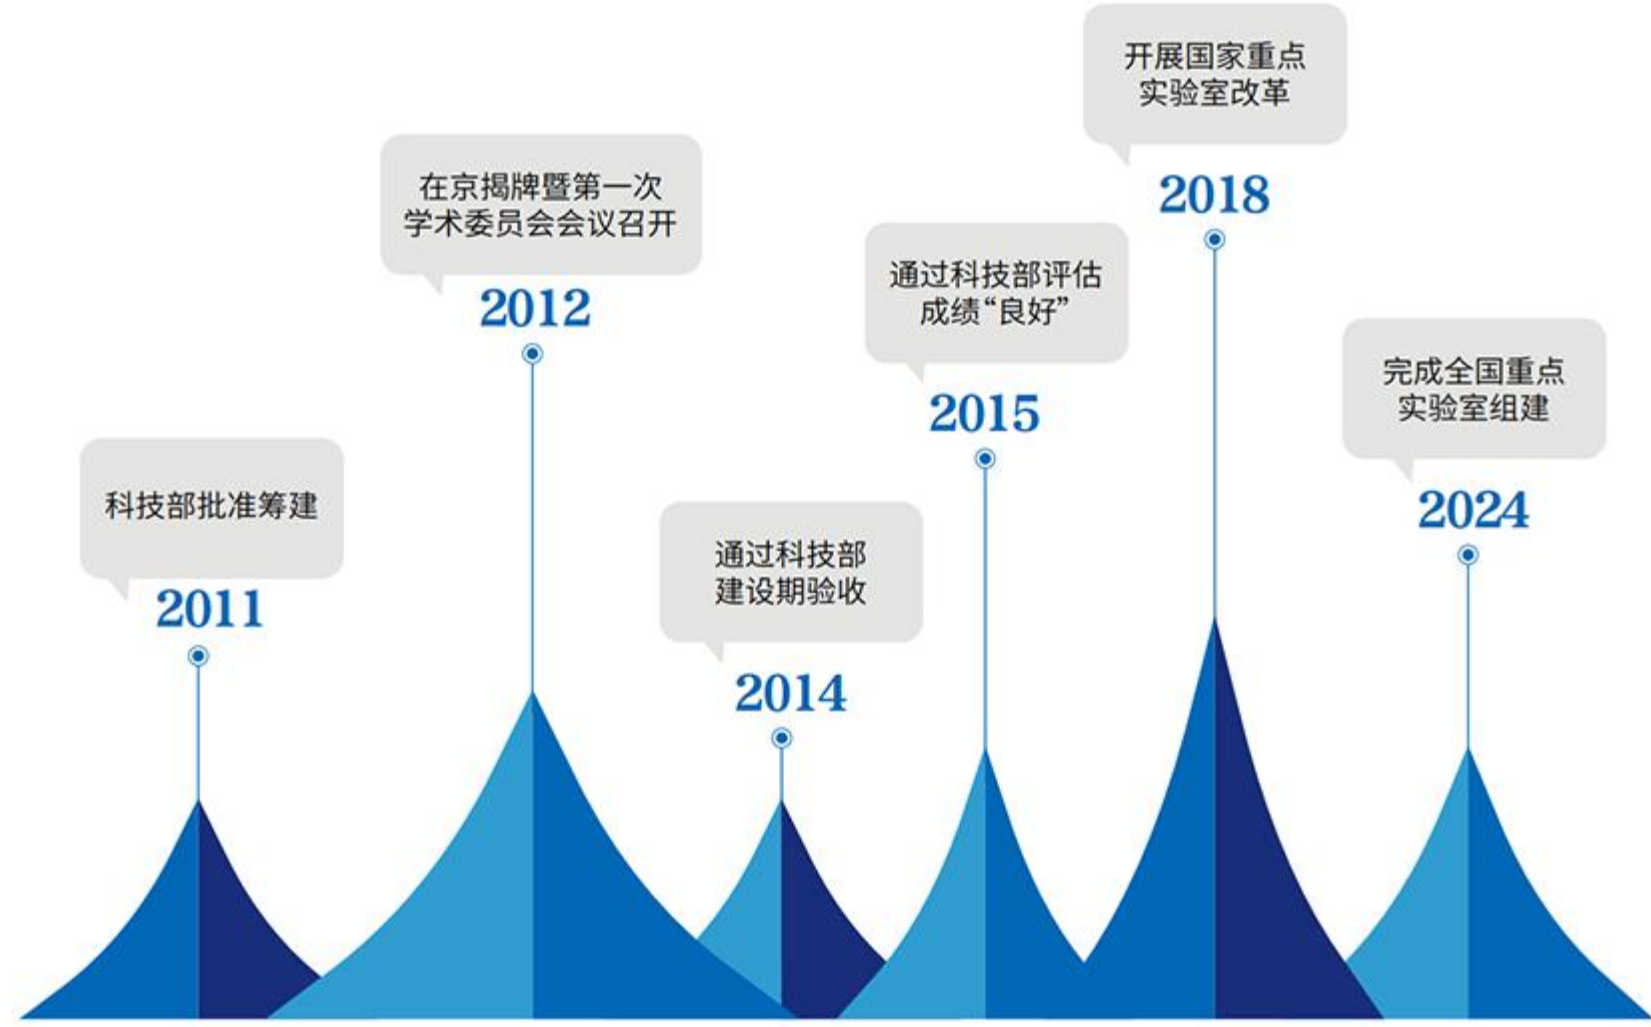 科技部批准筹建
2011
在京揭牌暨第一次
学术委员会会议召开
2012
通过科技部
建设期验收
2014
通过科技部评估
成绩“良好”
2015
开展国家重点
实验室改革
2018
完成全国重点
实验室组建
2024